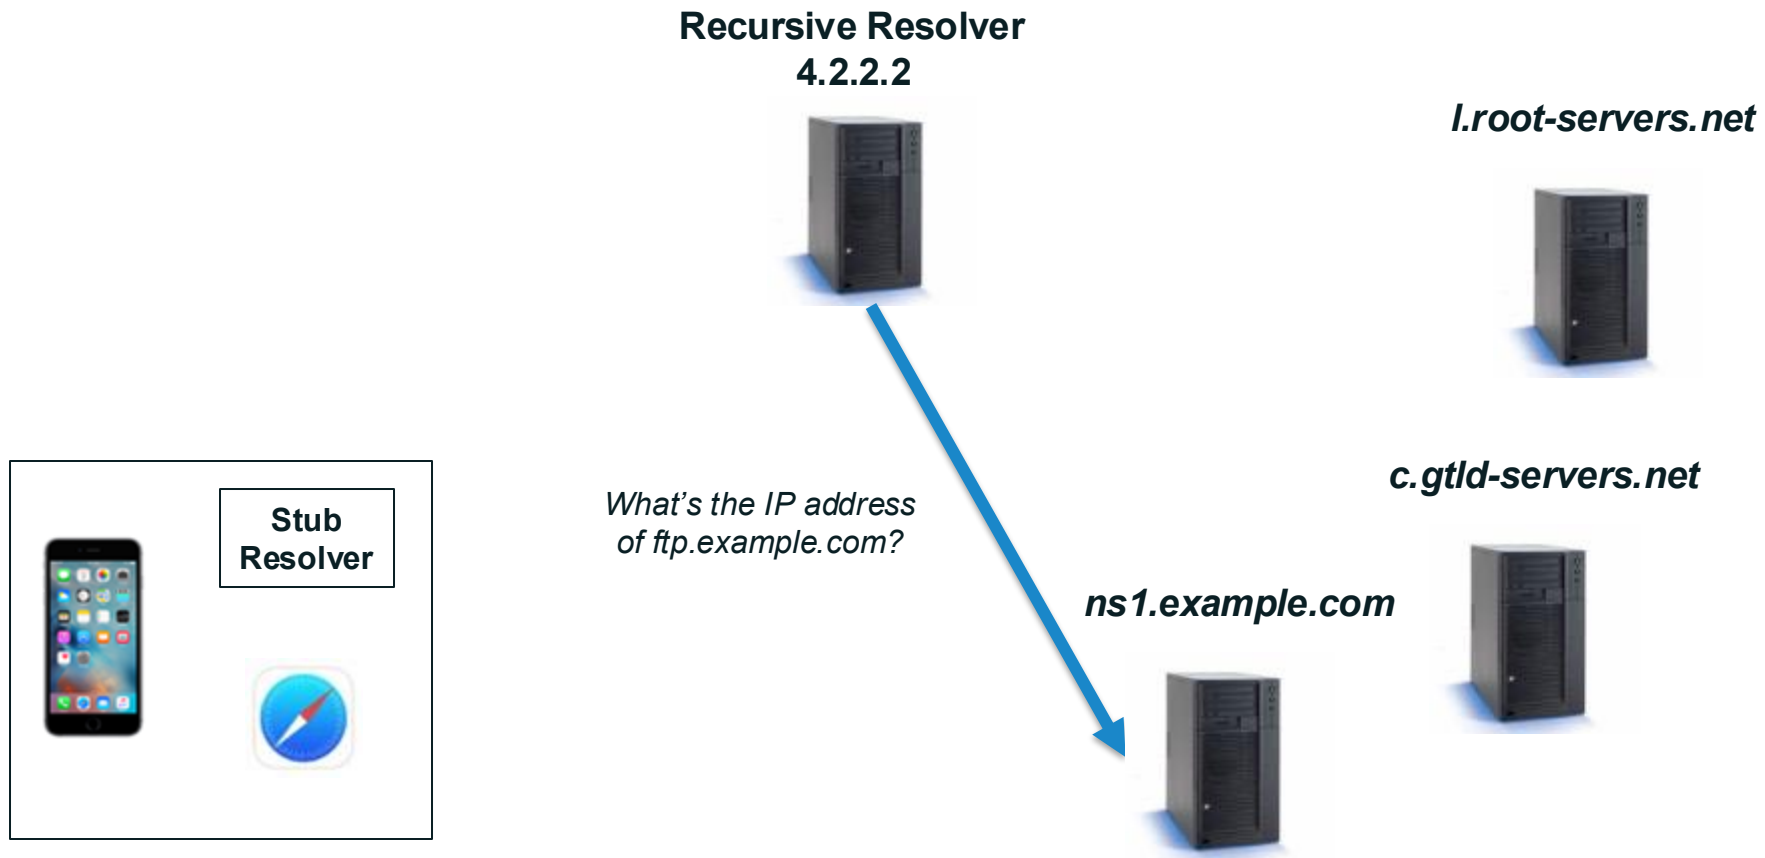 Recursive Resolver
4.2.2.2
l.root-servers.net
c.gtld-servers.net
Stub
Resolver
What’s the IP address
of ftp.example.com?
ns1.example.com